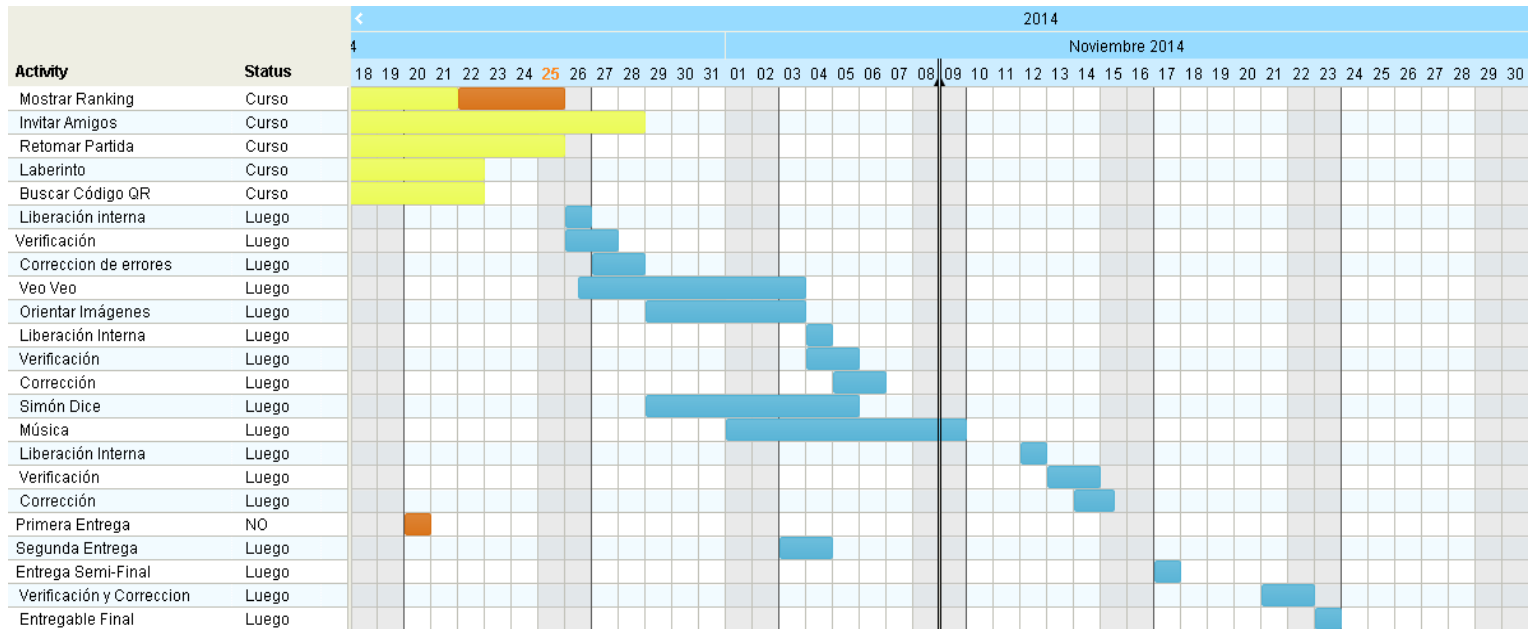 2014
4 Noviembre 2014
Activity Status 18 19 20 21 22 23 24 25 26 27 28 29 30 31 01 02 03 04 05 06 07 08 09 10 11 12 13 14 15 16 17 18 19 20 21 22 23 24 25 26 27 28 29 30
Mostrar Ranking Curso
Invitar Amigos Curso
Retomar Partida Curso
Laberinto Curso
Buscar Código QR Curso
Liberación interna Luego
Verificación Luego
Correccion de errores Luego
Veo Veo Luego
Orientar Imágenes Luego
Liberación Interna Luego
Verificación Luego
Corrección Luego
Simón Dice Luego
Música Luego
Liberación Interna Luego
Verificación Luego
Corrección Luego
Primera Entrega NO
Segunda Entrega Luego
Entrega Semi-Final Luego
Verificación y Correccion Luego
Entregable Final Luego